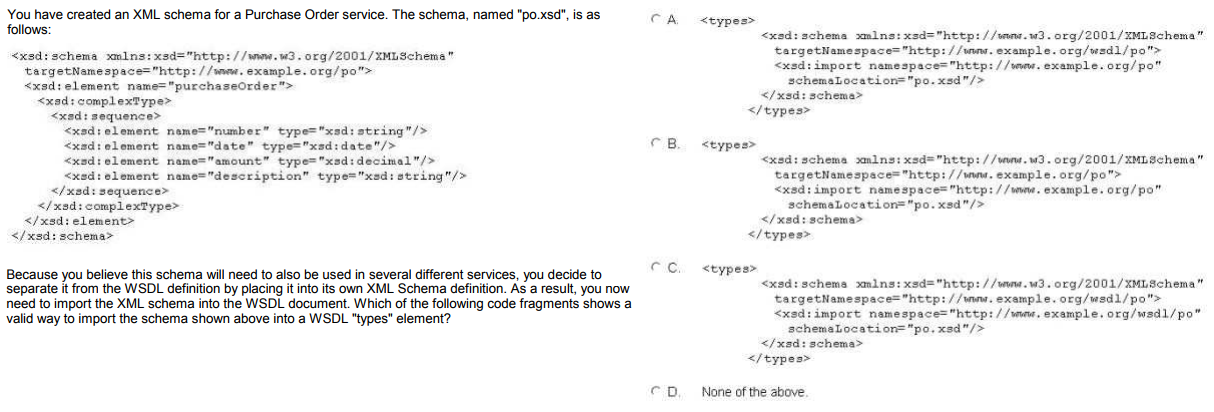 You have created an XML schema for a Purchase Order service. The schema, named "po.xsd", is as
follows:
<xsd:schema xmlns:xsd="http://www.w3.org/2001/XMLSchema"
targetNamespace="http://www.example.org/po">
<xsd:element name="purchaseOrder">
<xsd:complexType>
<xsd:sequence>
<xsd:element name="number" type="xsd:string"/>
<xsd:element name="date" type="xsd:date"/>
<xsd:element name="amount" type="xsd:decimal"/>
<xsd:element name="description" type="xsd:string"/>
</xsd:sequence>
</xsd:complexType>
</xsd:element>
</xsd:schema>
Because you believe this schema will need to also be used in several different services, you decide to
separate it from the WSDL definition by placing it into its own XML Schema definition. As a result, you now
need to import the XML schema into the WSDL document. Which of the following code fragments shows a
valid way to import the schema shown above into a WSDL "types" element?
A. <types>
<xsd:schema xmlns:xsd="http://www.w3.org/2001/XMLSchema"
targetNamespace="http://www.example.org/wsdl/po">
<xsd:import namespace="http://www.example.org/po"
schemaLocation="po.xsd"/>
</xsd:schema>
</types>
B. <types>
<xsd:schema xmlns:xsd="http://www.w3.org/2001/XMLSchema"
targetNamespace="http://www.example.org/po">
<xsd:import namespace="http://www.example.org/po"
schemaLocation="po.xsd"/>
</xsd:schema>
</types>
C. <types>
<xsd:schema xmlns:xsd="http://www.w3.org/2001/XMLSchema"
targetNamespace="http://www.example.org/wsdl/po">
<xsd:import namespace="http://www.example.org/wsdl/po"
schemaLocation="po.xsd"/>
</xsd:schema>
</types>
D. None of the above.